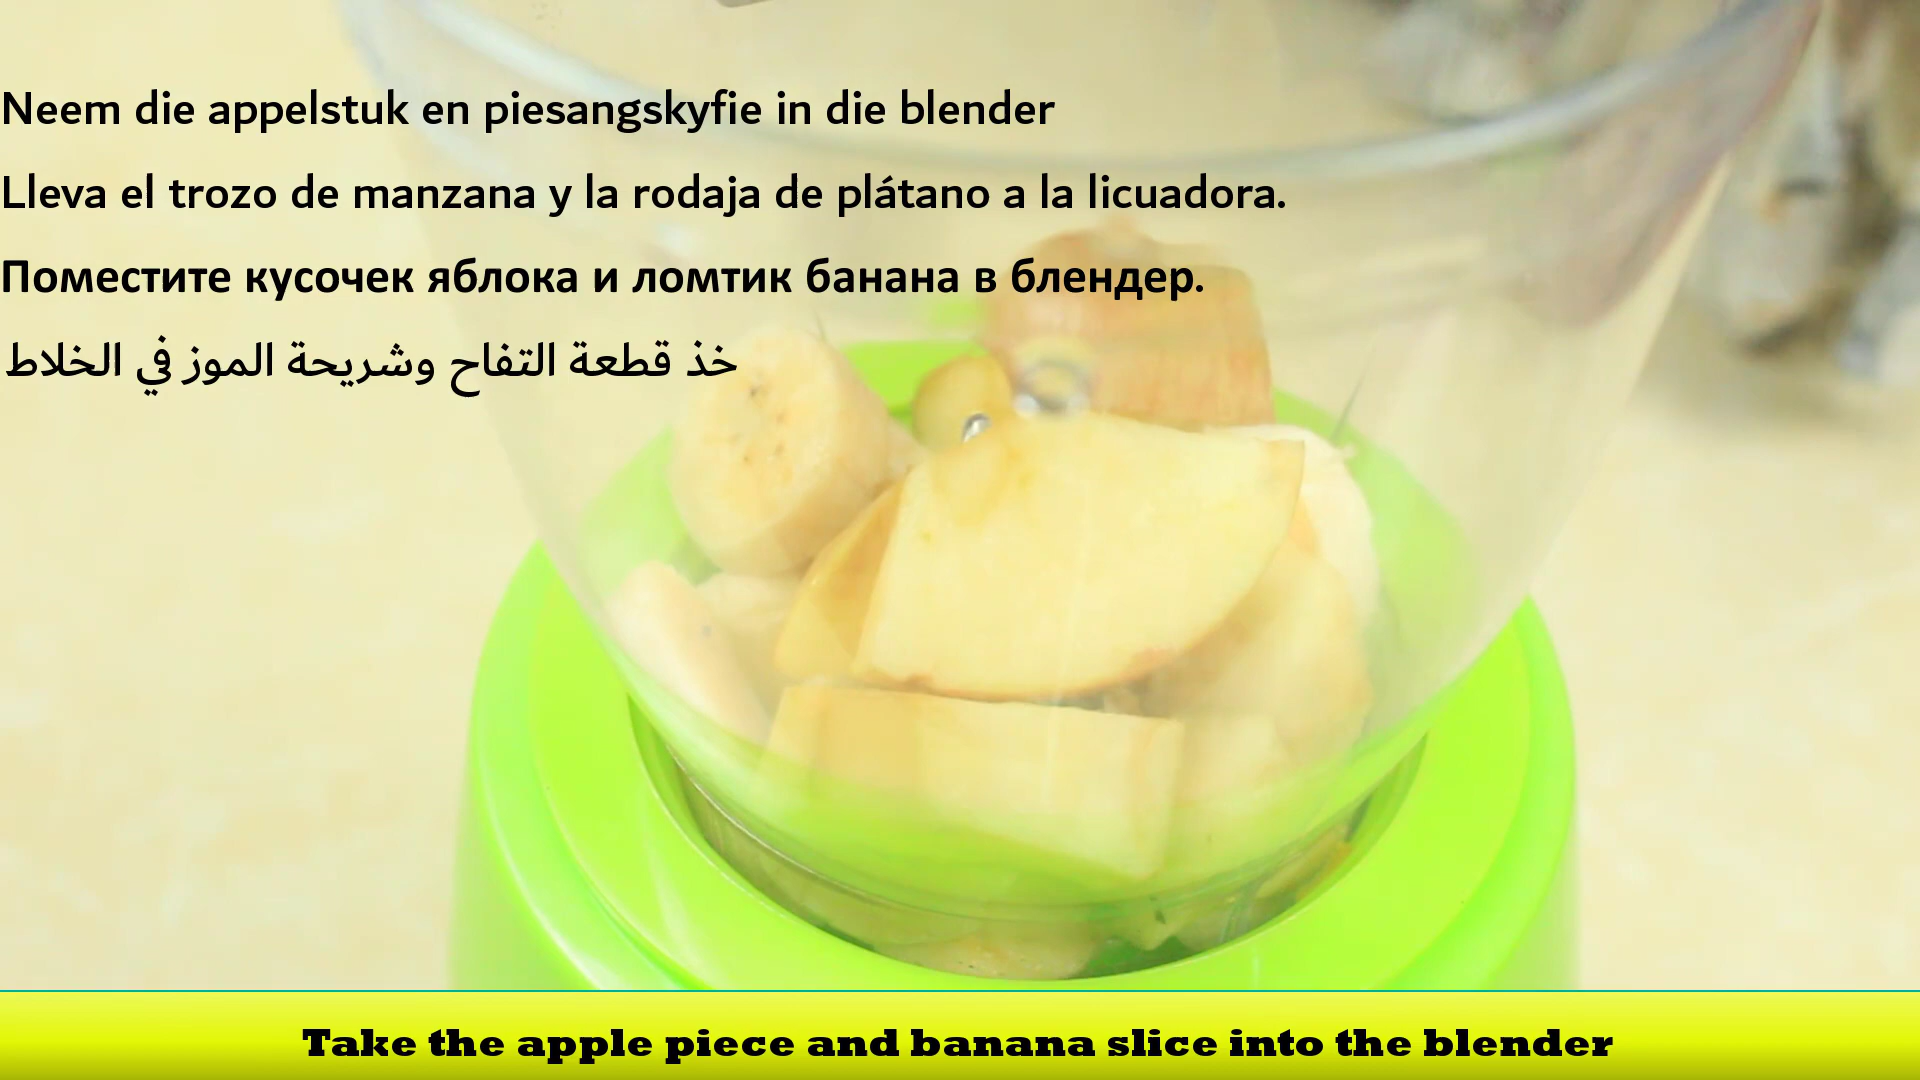 Neem die appelstuk en piesangskyfie in die blender
Lleva el trozo de manzana y la rodaja de plátano a la licuadora.
Поместите кусочек яблока и ломтик банана в блендер.
خذ قطعة التفاح وشريحة الموز في الخلاط
Take the apple piece and banana slice into the blender